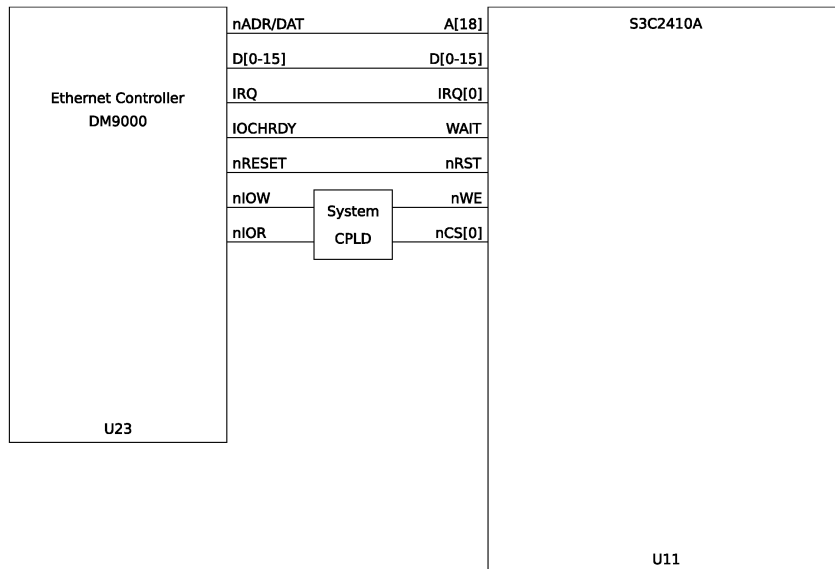 nADR/DAT A[18] S3C2410A
D[0-15] D[0-15]
Ethernet Controller
DM9000
IRQ IRQ[0]
IOCHRDY WAIT
nRESET nRST
nIOW nWE
System
CPLD
nIOR nCS[0]
U23
U11